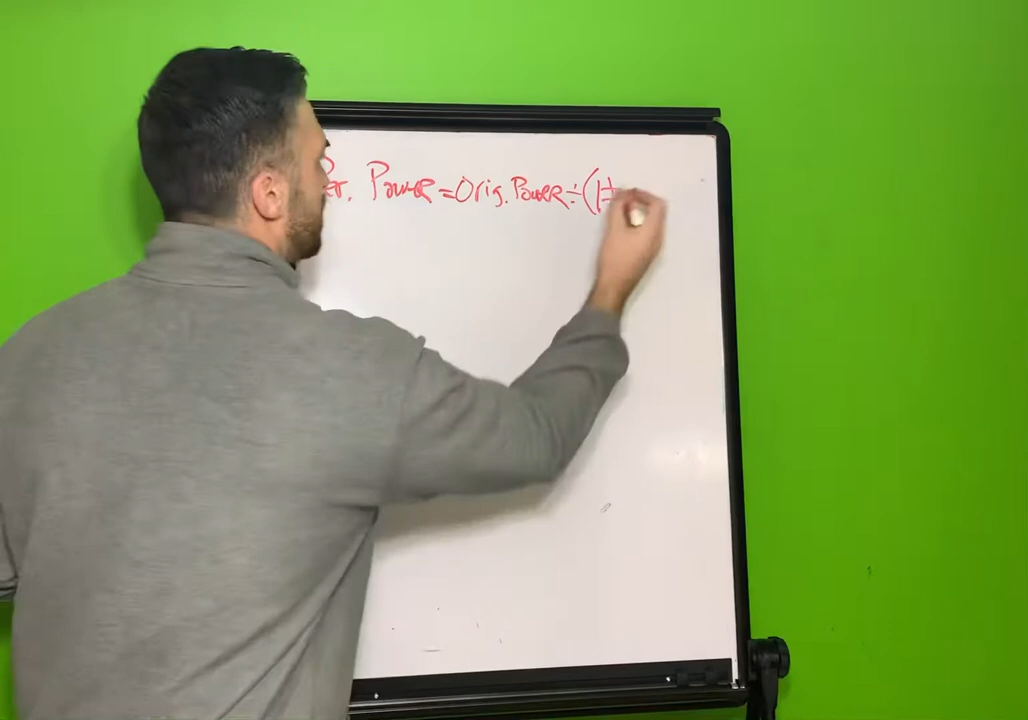 Power = Orig. Power ÷ (1±